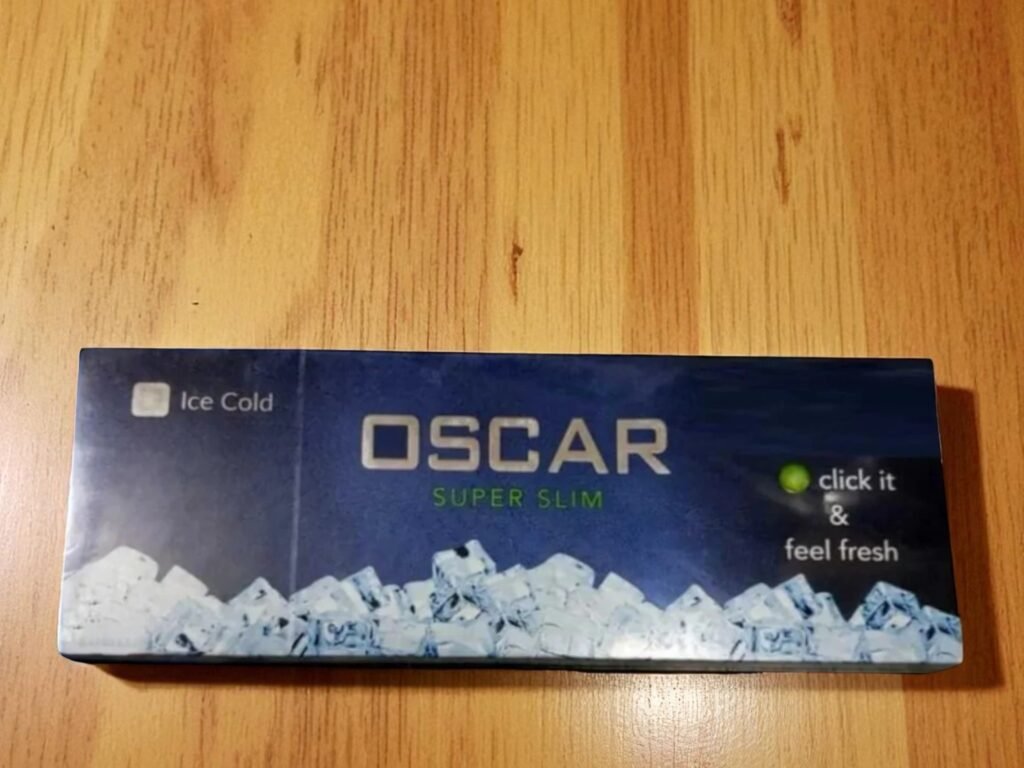 Ice Cold
OSCAR
SUPER SLIM
click it
&
feel fresh